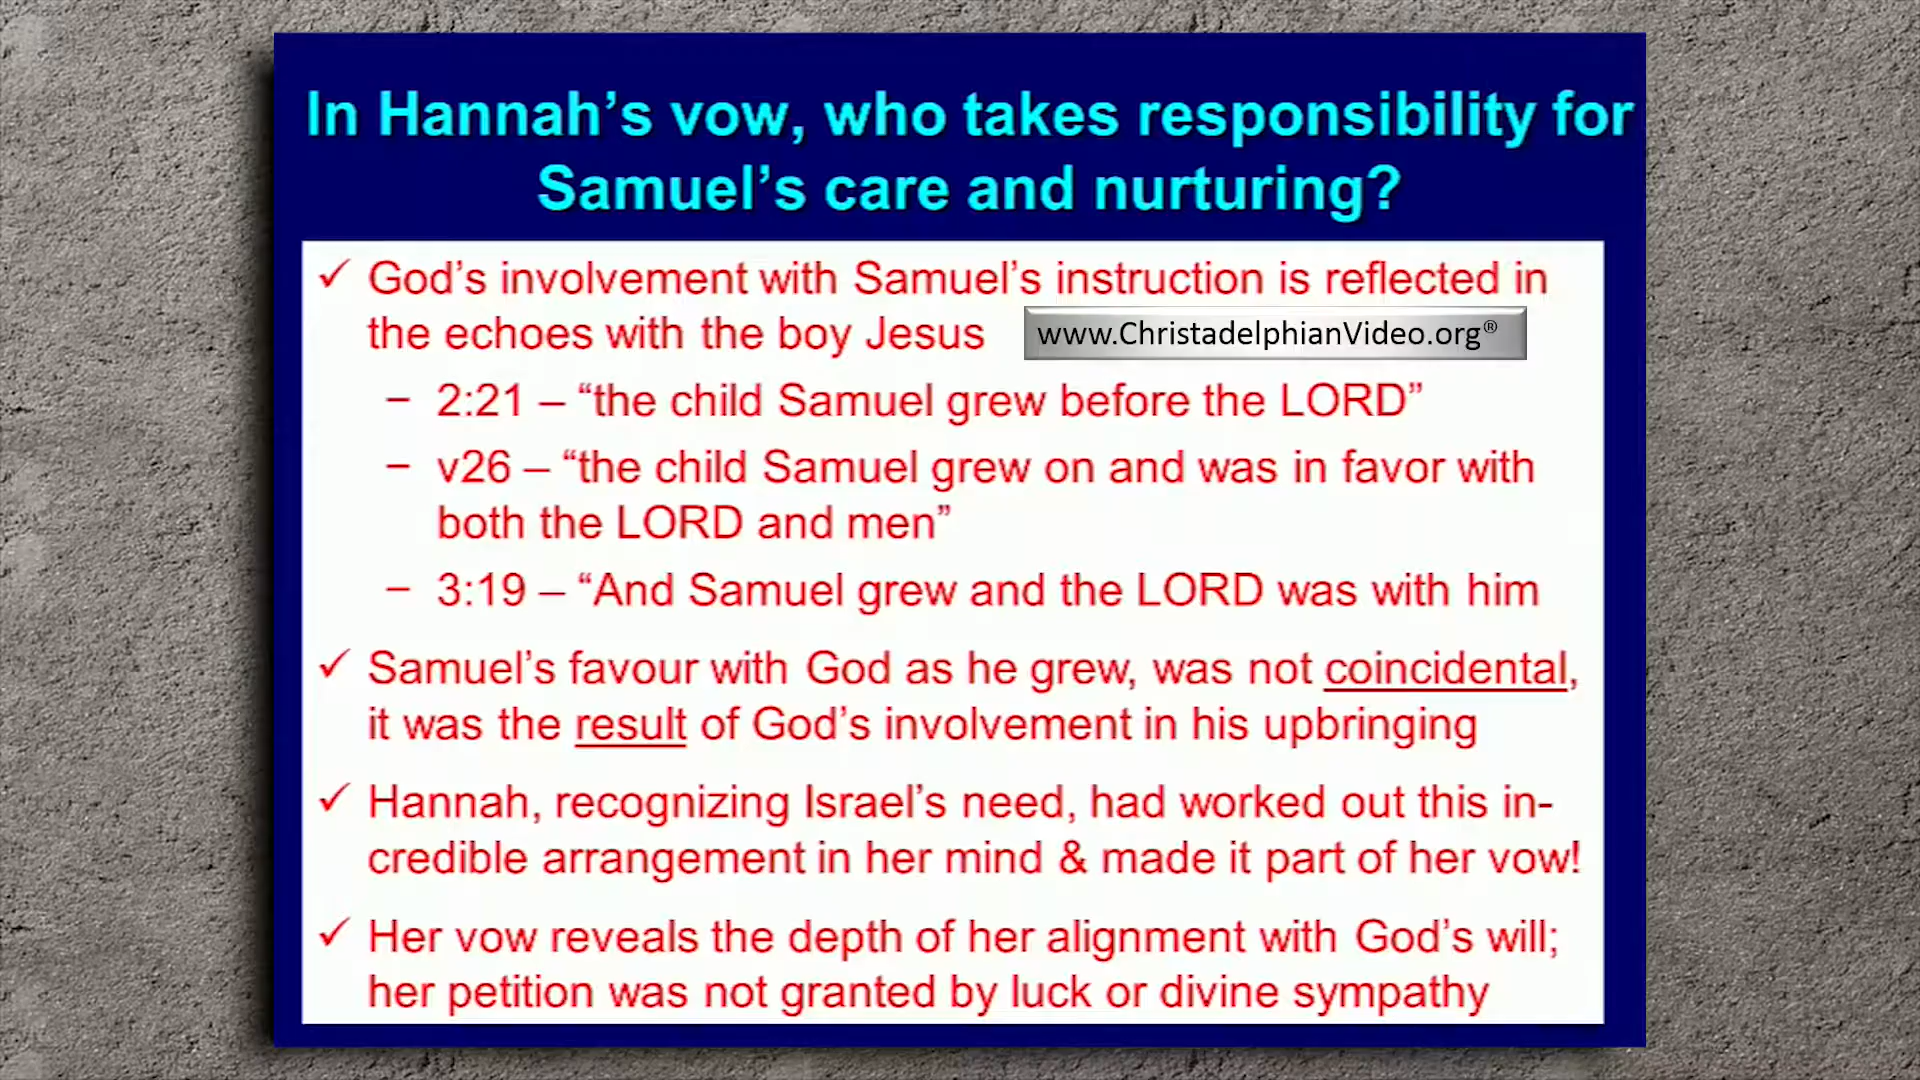 In Hannah’s vow, who takes responsibility for
Samuel’s care and nurturing?
✓ God’s involvement with Samuel’s instruction is reflected in
the echoes with the boy Jesus
www.ChristadelphianVideo.org®
– 2:21 – “the child Samuel grew before the LORD”
– v26 – “the child Samuel grew on and was in favor with
both the LORD and men”
– 3:19 – “And Samuel grew and the LORD was with him
✓ Samuel’s favour with God as he grew, was not coincidental,
it was the result of God’s involvement in his upbringing
✓ Hannah, recognizing Israel’s need, had worked out this in-
credible arrangement in her mind & made it part of her vow!
✓ Her vow reveals the depth of her alignment with God’s will;
her petition was not granted by luck or divine sympathy